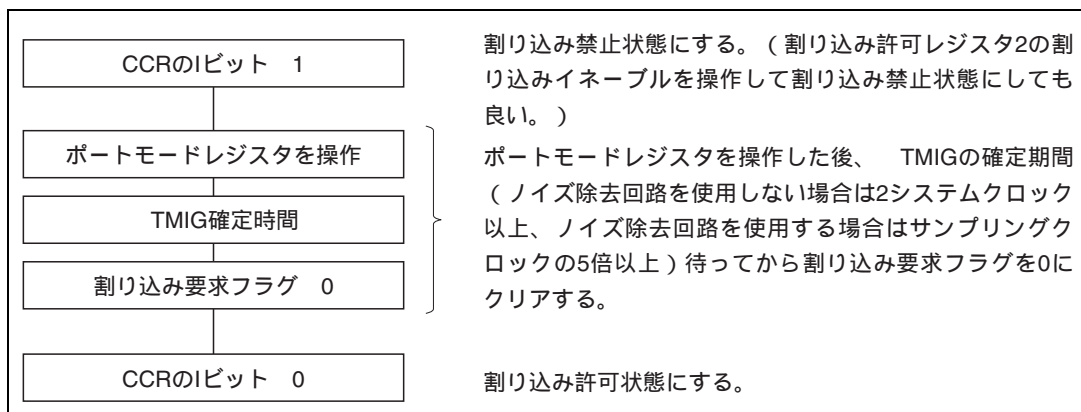 CCRのIビット 1
割り込み禁止状態にする。(割り込み許可レジスタ2の割
り込みイネーブルを操作して割り込み禁止状態にしても
良い。)
ポートモードレジスタを操作
TMIG確定時間
割り込み要求フラグ 0
ポートモードレジスタを操作した後、 TMIGの確定期間
(ノイズ除去回路を使用しない場合は2システムクロック
以上、ノイズ除去回路を使用する場合はサンプリングク
ロックの5倍以上)待ってから割り込み要求フラグを0に
クリアする。
CCRのIビット 0
割り込み許可状態にする。